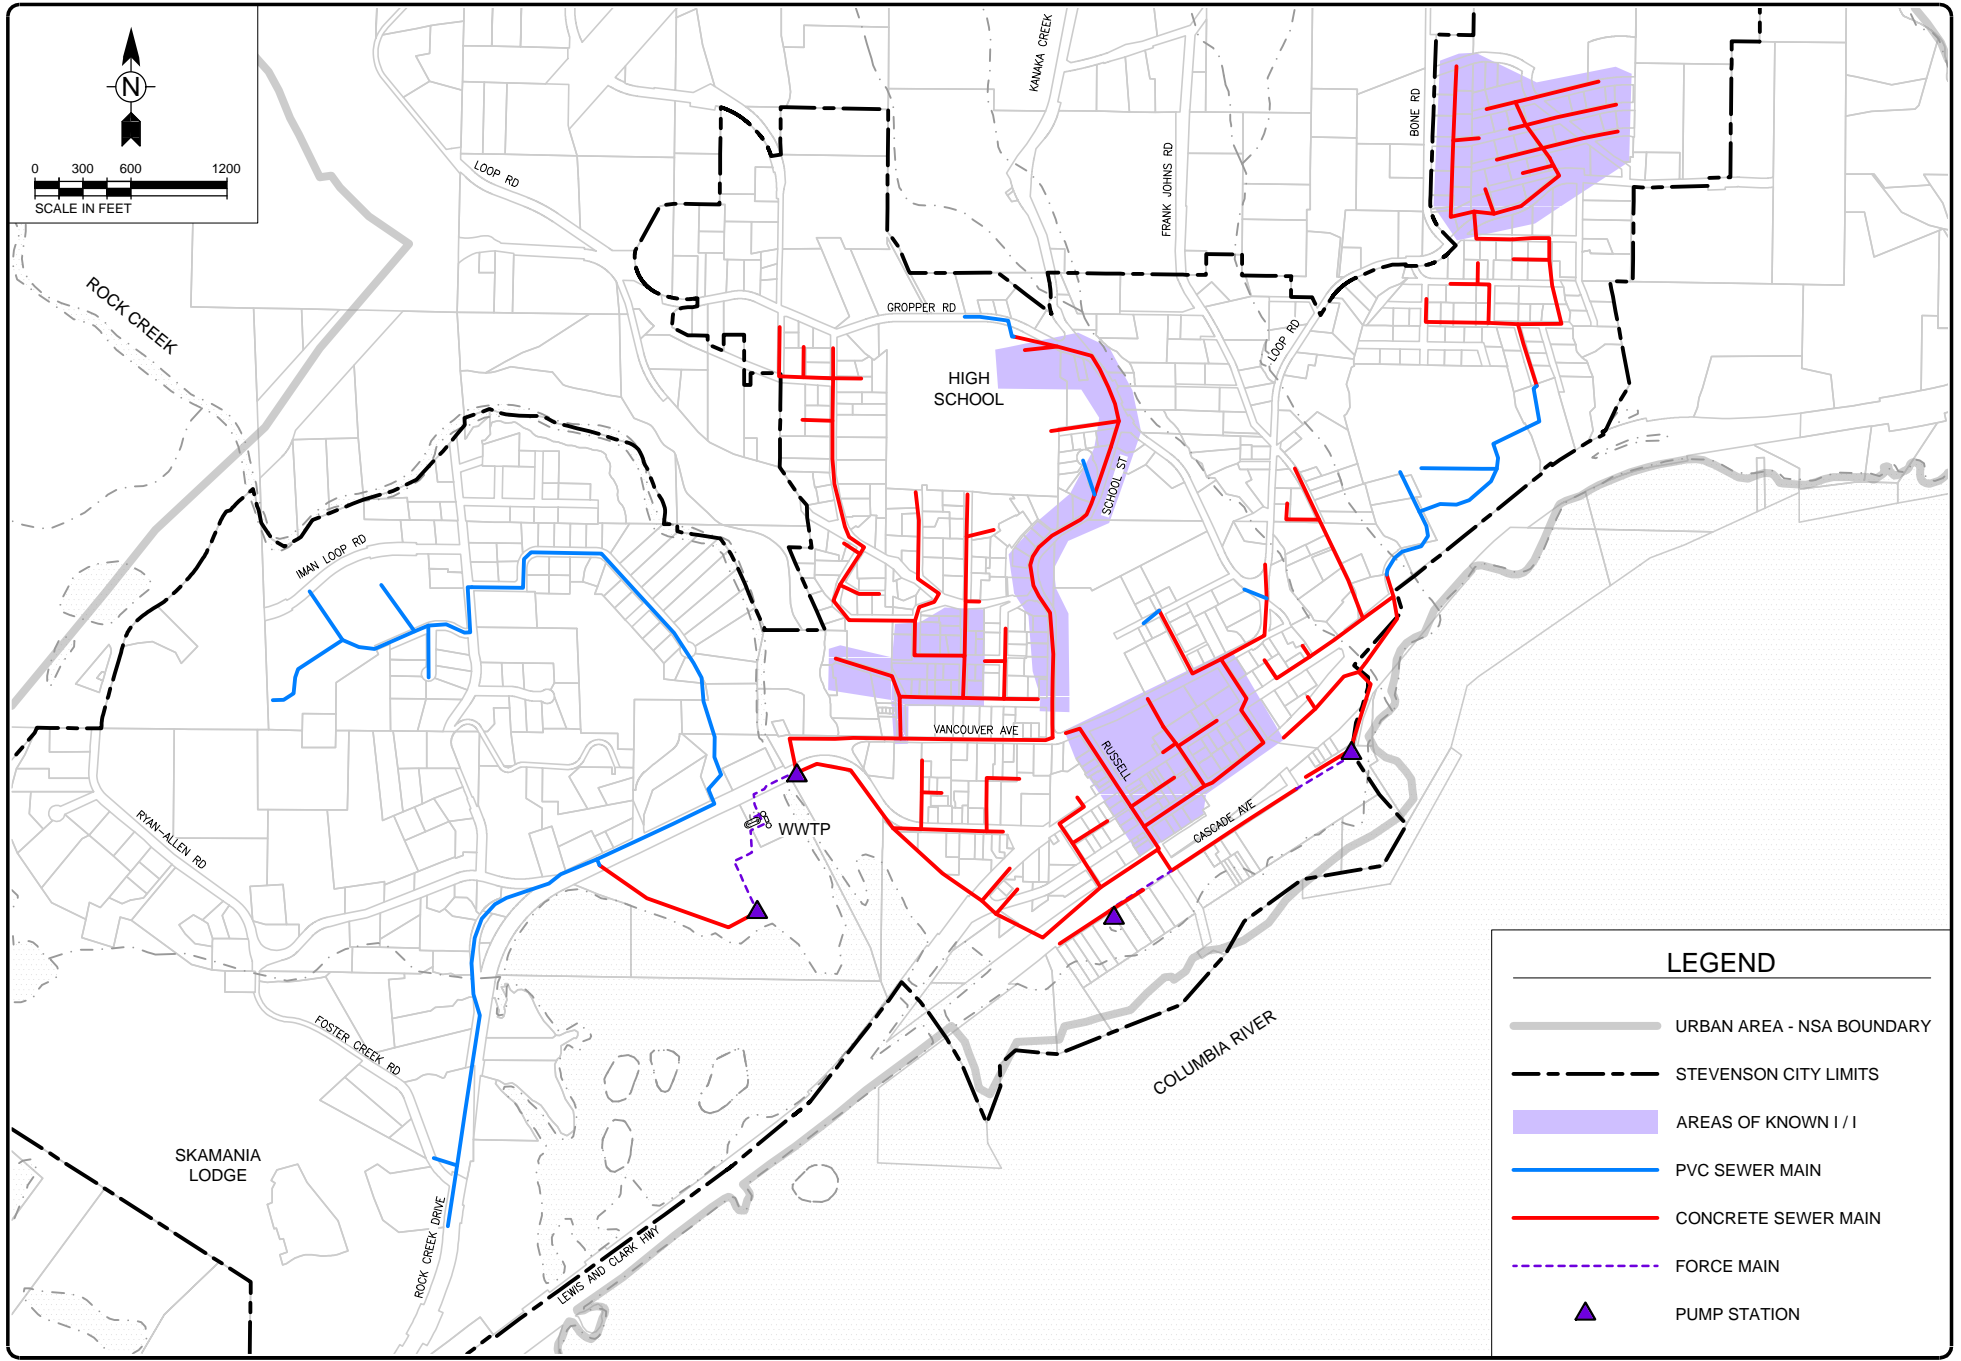 N
0 300 600 1200
SCALE IN FEET
KANAKA CREEK
BONE RD
FRANK JOHNS RD
LOOP RD
ROCK CREEK
GROPPER RD
LOOP RD
HIGH
SCHOOL
SCHOOL ST
IMAN LOOP RD
VANCOUVER AVE
RUSSELL
CASCADE AVE
WWTP
RYAN-ALLEN RD
FOSTER CREEK RD
COLUMBIA RIVER
SKAMANIA
LODGE
ROCK CREEK DRIVE
LEWIS AND CLARK HWY
LEGEND
URBAN AREA - NSA BOUNDARY
STEVENSON CITY LIMITS
AREAS OF KNOWN I / I
PVC SEWER MAIN
CONCRETE SEWER MAIN
FORCE MAIN
PUMP STATION